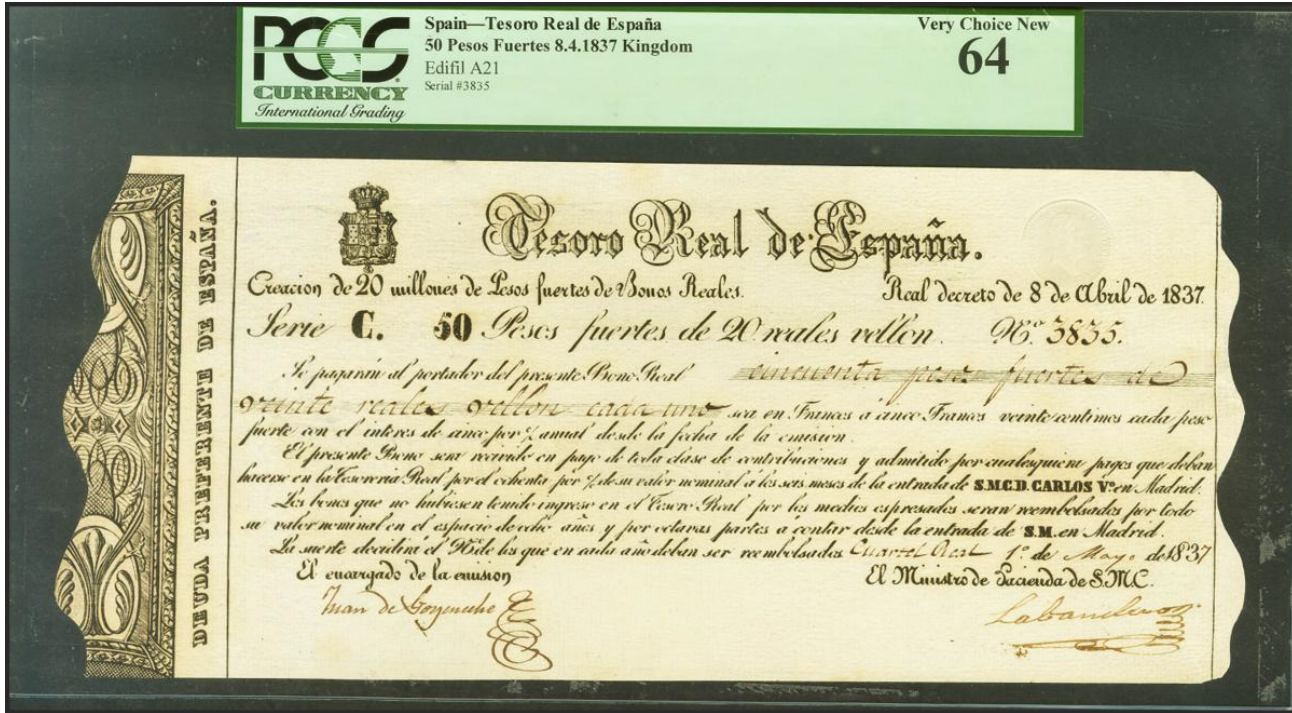 PCGS
CURRENCY
International Grading
Spain—Tesoro Real de España
50 Pesos Fuertes 8.4.1837 Kingdom
Edifil A21
Serial #3835
Very Choice New
64
DEUDA PREFERENTE DE ESPAÑA.
Tesoro Real de España.
Creacion de 20 millones de Pesos fuertes de Bonos Reales.
Real decreto de 8 de Abril de 1837.
Serie C. 50 Pesos fuertes de 20 reales vellon. Nº 3835.
Se pagarán al portador del presente Bono Real cincuenta pesos fuertes de
veinte reales vellon cada uno sea en Francos á cinco Francos veinte centimos cada peso
fuerte con el interes de cinco por % anual desde la fecha de la emision.
El presente Bono sera recivido en pago de toda clase de contribuciones y admitido por cualesquiera pagos que deban
hacerse en la Tesoreria Real por el ochenta por % de su valor nominal á los seis meses de la entrada de S.M.C.D. CARLOS Vº en Madrid.
Los bonos que no hubiesen tenido ingreso en el Tesoro Real por los medios espresados seran reembolsados por todo
su valor nominal en el espacio de ocho años y por octavas partes a contar desde la entrada de S.M. en Madrid.
La suerte decidirá el Nº de los que en cada año deban ser reembolsados Cuartel Real 1º de Mayo de 1837
El encargado de la emision
El Ministro de Hacienda de S.M.C.
Juan de Goyeneche
Labandero